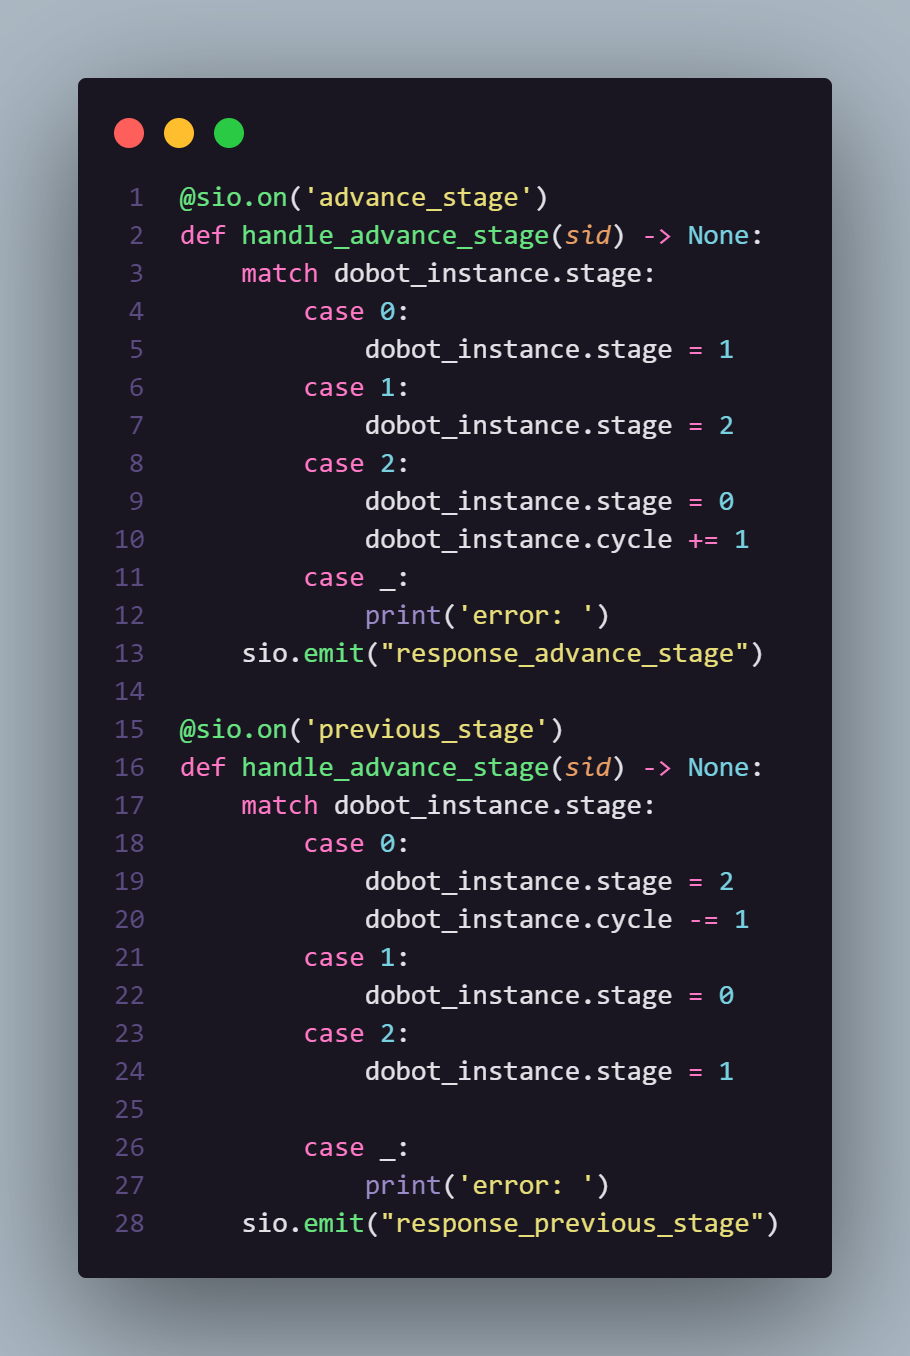 1 @sio.on('advance_stage')
2 def handle_advance_stage(sid) -> None:
3     match dobot_instance.stage:
4         case 0:
5             dobot_instance.stage = 1
6         case 1:
7             dobot_instance.stage = 2
8         case 2:
9             dobot_instance.stage = 0
10             dobot_instance.cycle += 1
11         case _:
12             print('error: ')
13     sio.emit("response_advance_stage")
14
15 @sio.on('previous_stage')
16 def handle_advance_stage(sid) -> None:
17     match dobot_instance.stage:
18         case 0:
19             dobot_instance.stage = 2
20             dobot_instance.cycle -= 1
21         case 1:
22             dobot_instance.stage = 0
23         case 2:
24             dobot_instance.stage = 1
25
26         case _:
27             print('error: ')
28     sio.emit("response_previous_stage")